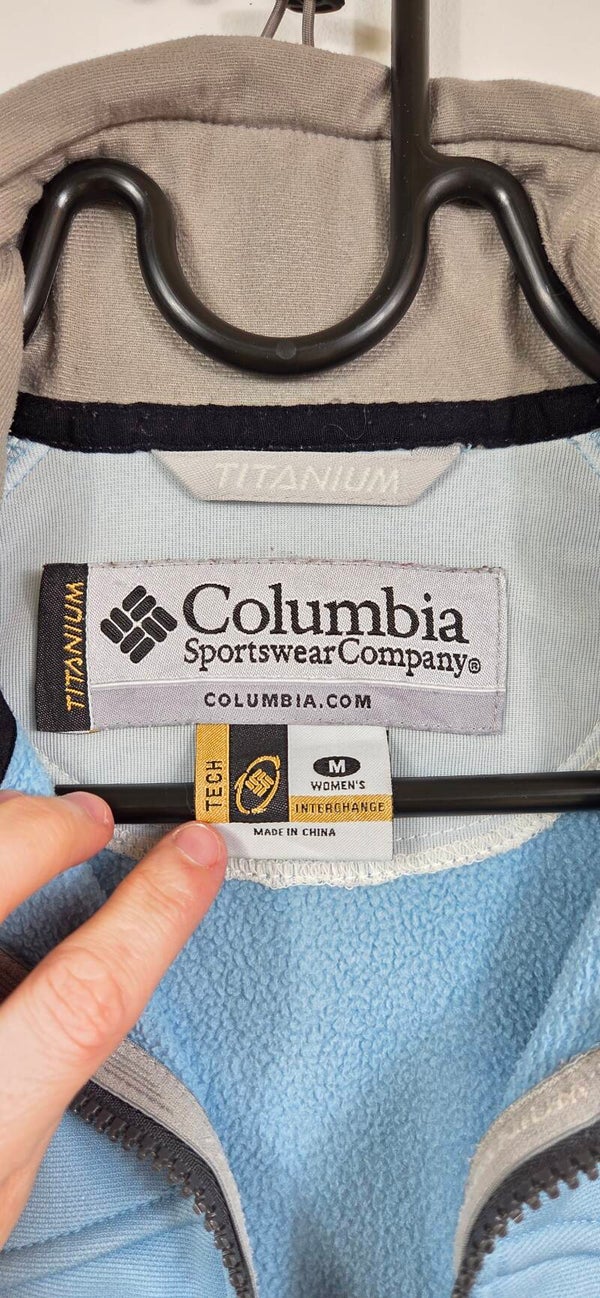 TITANIUM
TITANIUM
Columbia
Sportswear Company®
COLUMBIA.COM
TECH
M
WOMEN'S
INTERCHANGE
MADE IN CHINA